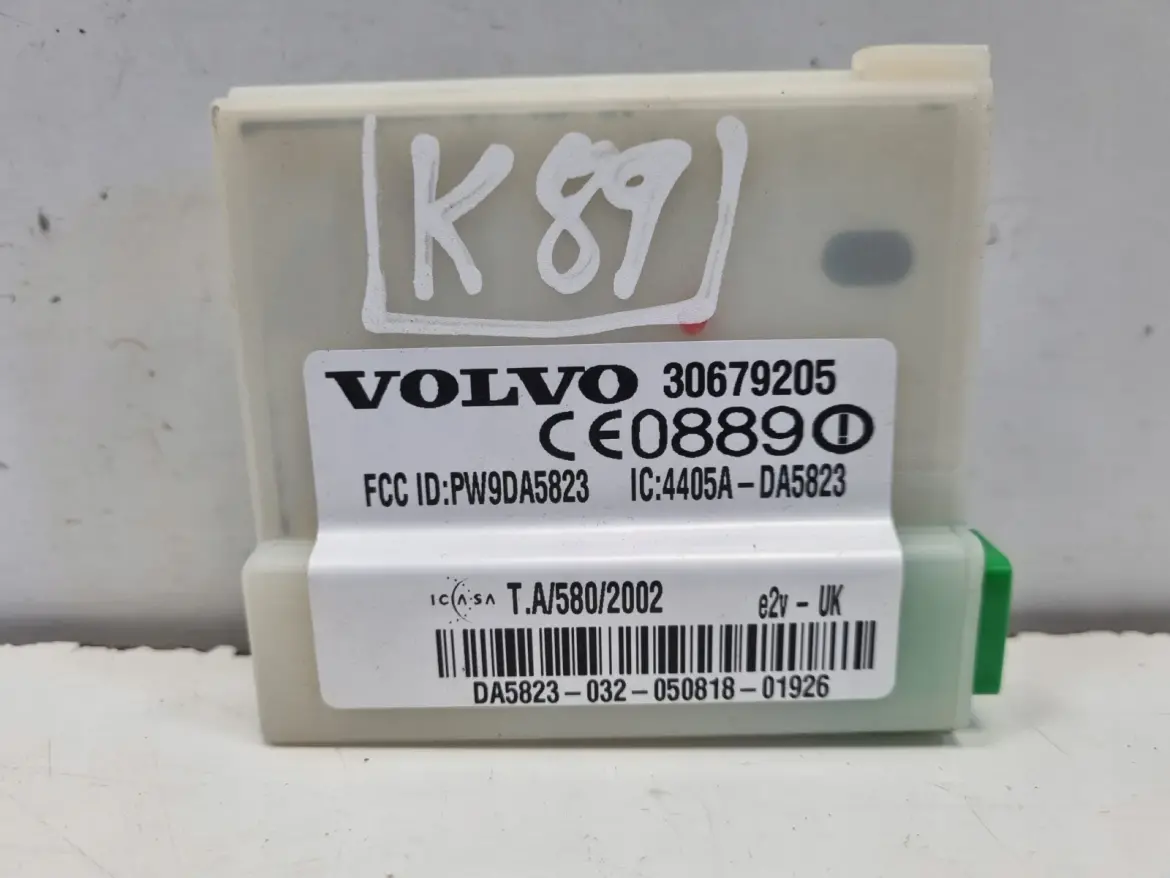 K89
VOLVO 30679205
CE0889
FCC ID:PW9DA5823 IC:4405A-DA5823
ICASA T.A/580/2002 e2v - UK
DA5823-032-050818-01926